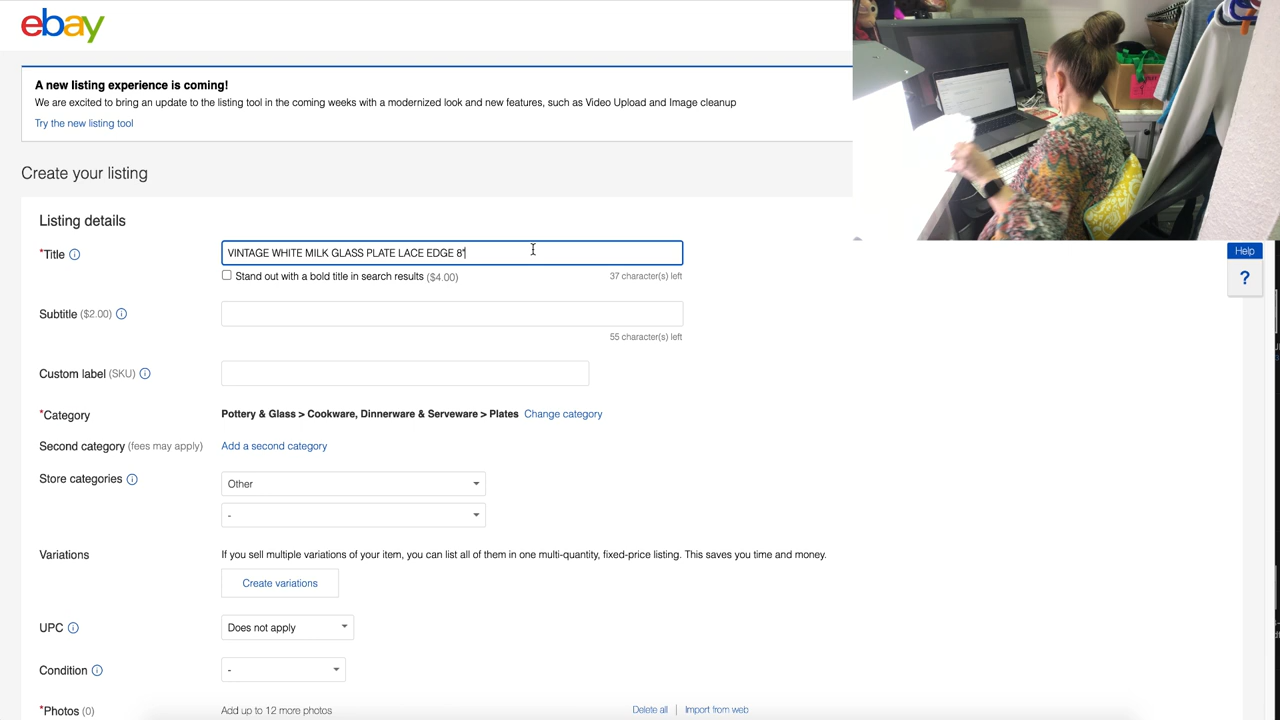 ebay
A new listing experience is coming!
We are excited to bring an update to the listing tool in the coming weeks with a modernized look and new features, such as Video Upload and Image cleanup
Try the new listing tool
Create your listing
Help
?
Listing details
*Title VINTAGE WHITE MILK GLASS PLATE LACE EDGE 8"
Stand out with a bold title in search results ($4.00) 37 character(s) left
Subtitle ($2.00)
55 character(s) left
Custom label (SKU)
*Category Pottery & Glass > Cookware, Dinnerware & Serveware > Plates Change category
Second category (fees may apply) Add a second category
Store categories Other
-
Variations If you sell multiple variations of your item, you can list all of them in one multi-quantity, fixed-price listing. This saves you time and money.
Create variations
UPC Does not apply
Condition -
*Photos (0) Add up to 12 more photos Delete all | Import from web